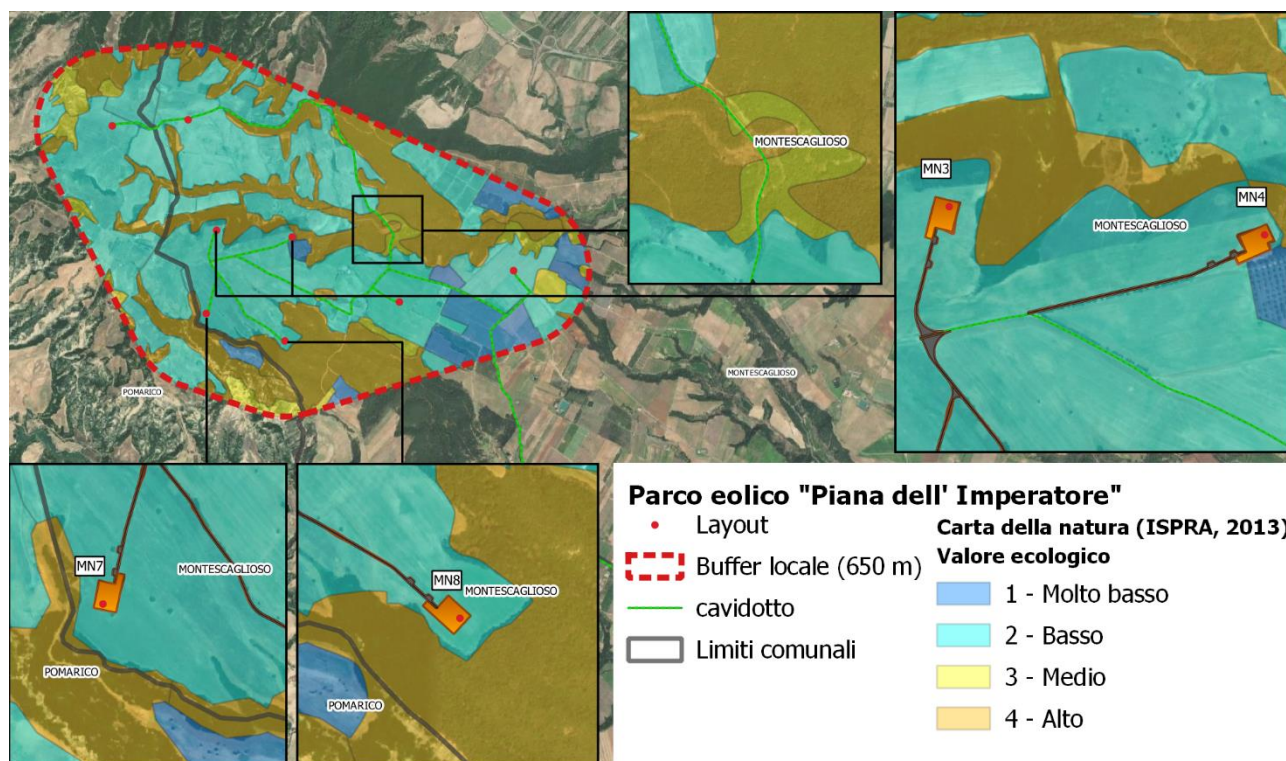 MONTESCAGLIOSO
MN3
MONTESCAGLIOSO
MN4
POMARICO
MONTESCAGLIOSO
MN7
MONTESCAGLIOSO
POMARICO
MN8
MONTESCAGLIOSO
POMARICO
Parco eolico "Piana dell' Imperatore"
Layout
Buffer locale (650 m)
cavidotto
Limiti comunali
Carta della natura (ISPRA, 2013)
Valore ecologico
1 - Molto basso
2 - Basso
3 - Medio
4 - Alto